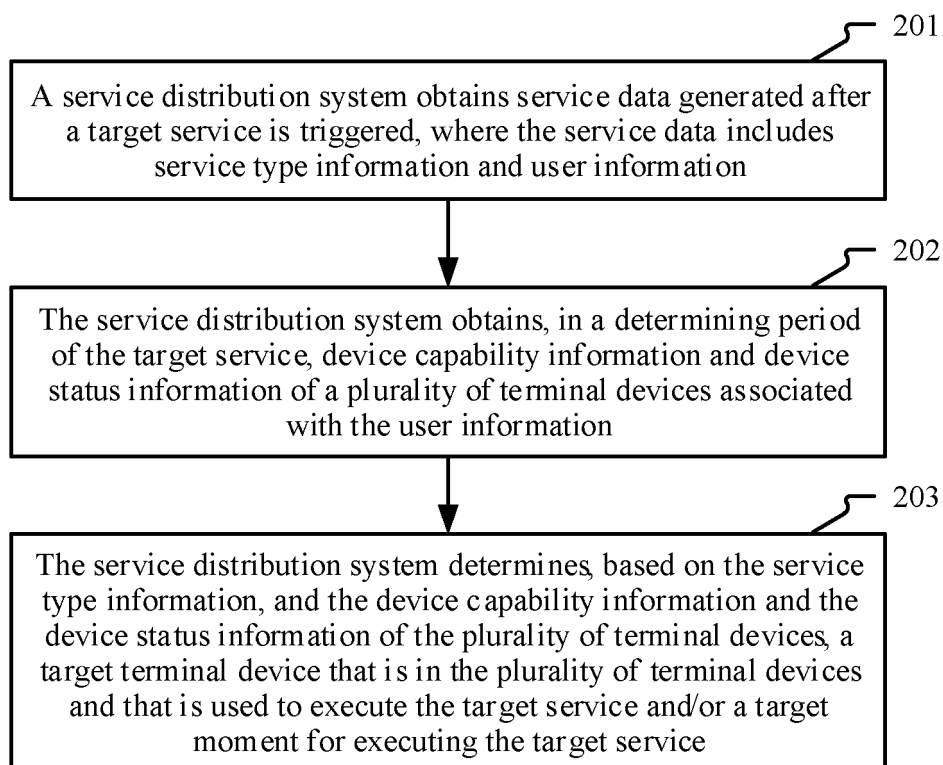 201
A service distribution system obtains service data generated after
a target service is triggered, where the service data includes
service type information and user information
202
The service distribution system obtains, in a determining period
of the target service, device capability information and device
status information of a plurality of terminal devices associated
with the user information
203
The service distribution system determines, based on the service
type information, and the device capability information and the
device status information of the plurality of terminal devices, a
target terminal device that is in the plurality of terminal devices
and that is used to execute the target service and/or a target
moment for executing the target service